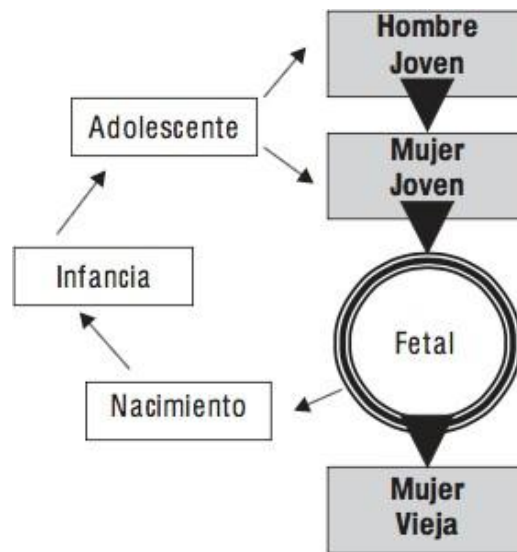 Hombre
Joven
Adolescente
Mujer
Joven
Infancia
Fetal
Nacimiento
Mujer
Vieja